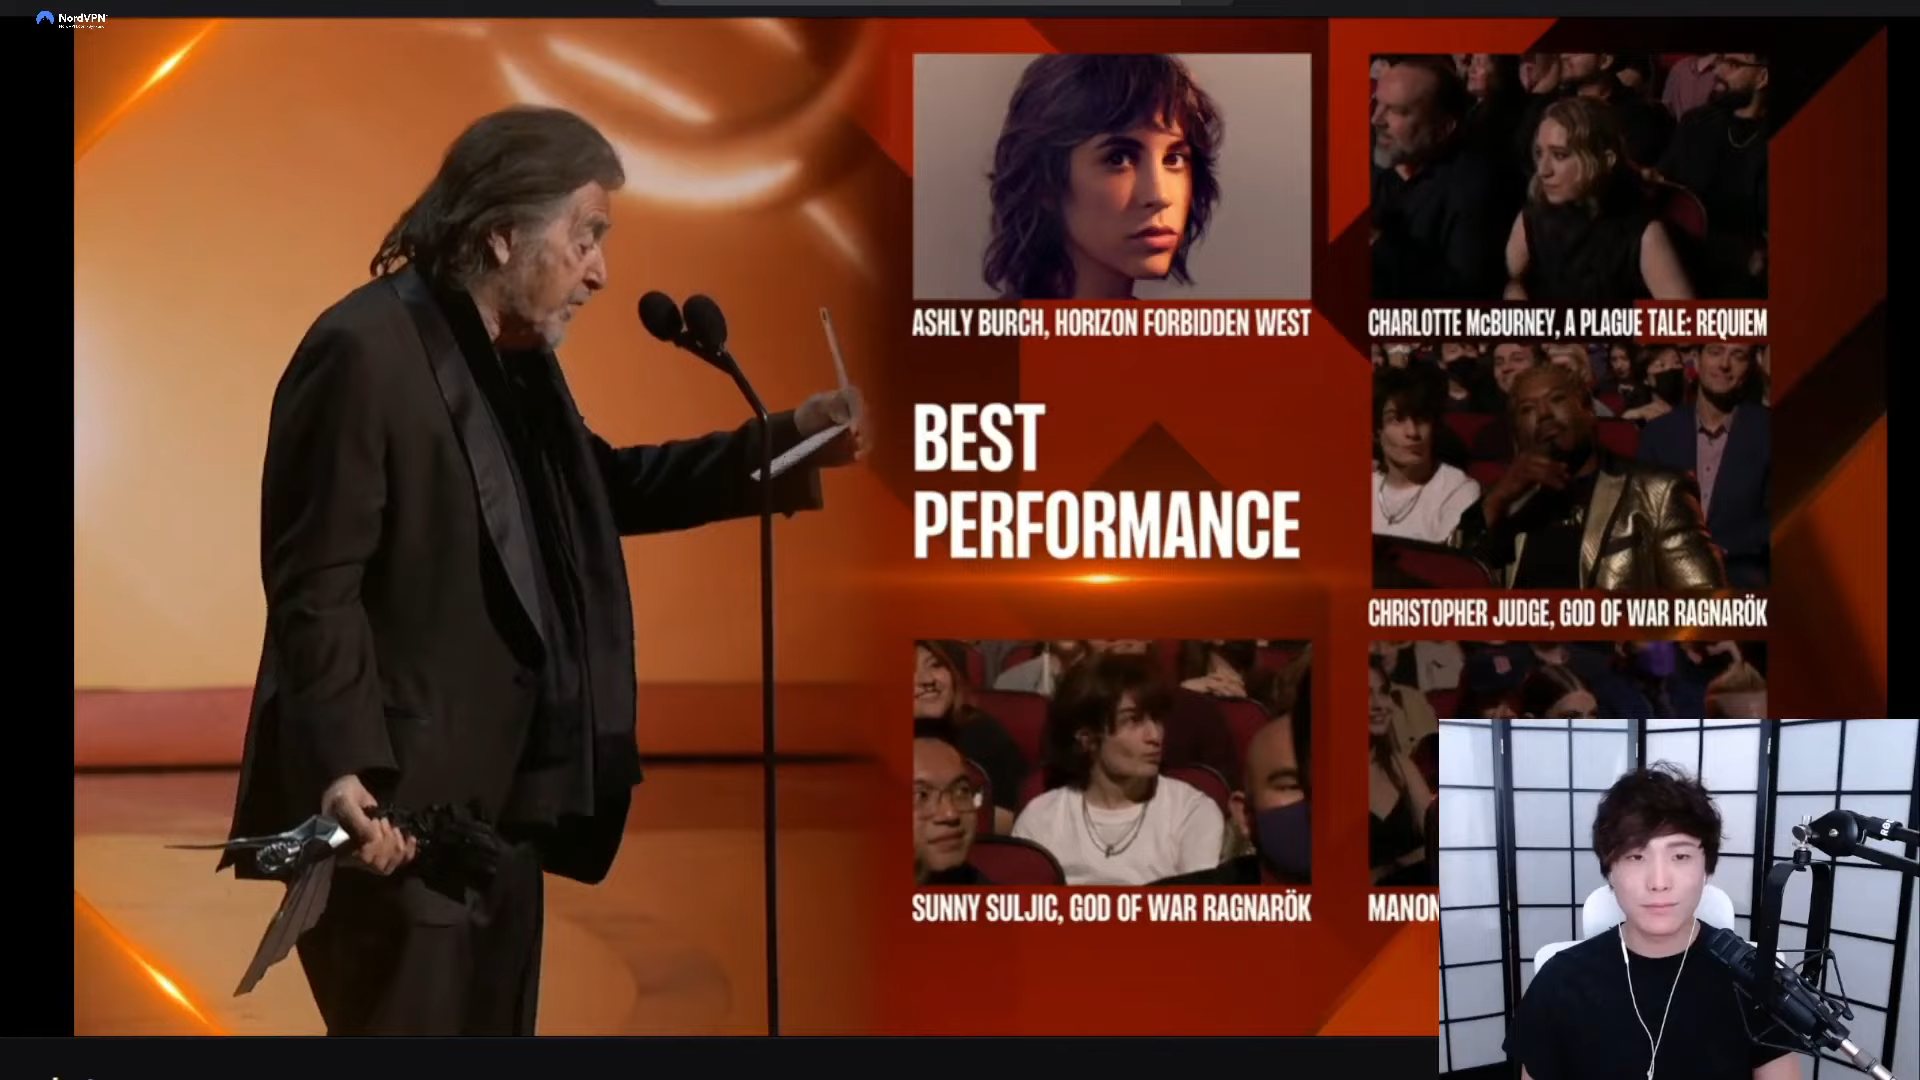 NordVPN
ASHLY BURCH, HORIZON FORBIDDEN WEST
CHARLOTTE McBURNEY, A PLAGUE TALE: REQUIEM
BEST
PERFORMANCE
CHRISTOPHER JUDGE, GOD OF WAR RAGNARÖK
SUNNY SULJIC, GOD OF WAR RAGNARÖK
MANON